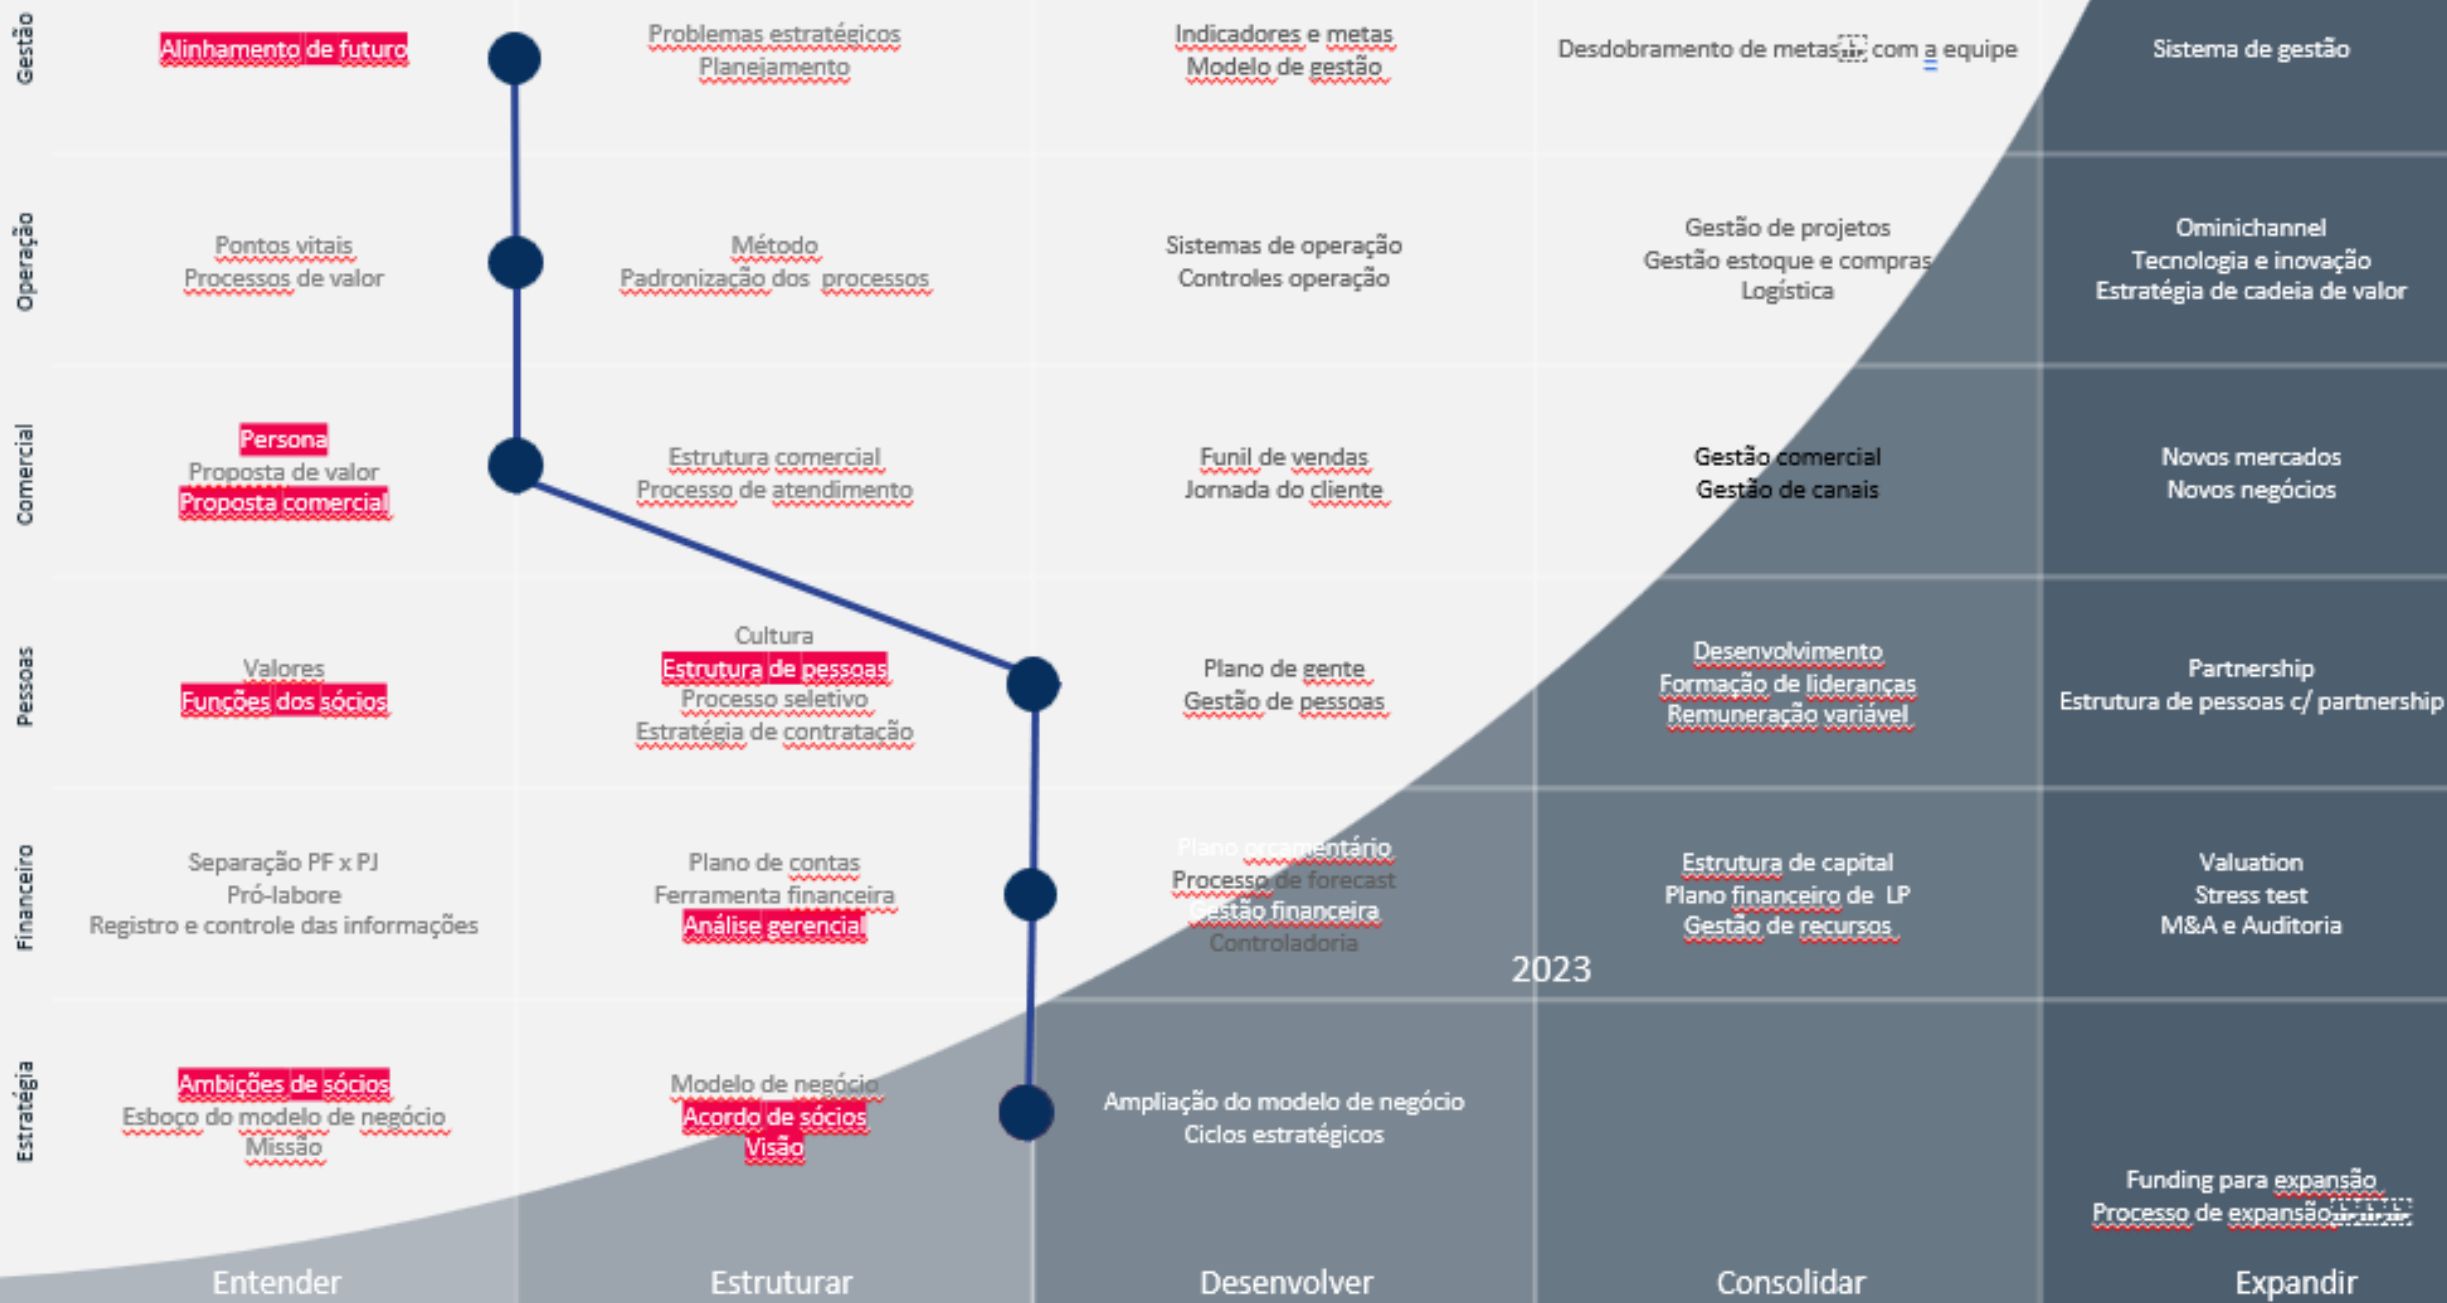 Gestão
Alinhamento de futuro
Problemas estratégicos
Planejamento
Indicadores e metas
Modelo de gestão
Desdobramento de metas com a equipe
Sistema de gestão
Operação
Pontos vitais
Processos de valor
Método
Padronização dos  processos
Sistemas de operação
Controles operação
Gestão de projetos
Gestão estoque e compras
Logística
Ominichannel
Tecnologia e inovação
Estratégia de cadeia de valor
Comercial
Persona
Proposta de valor
Proposta comercial
Estrutura comercial
Processo de atendimento
Funil de vendas
Jornada do cliente
Gestão comercial
Gestão de canais
Novos mercados
Novos negócios
Pessoas
Valores
Funções dos sócios
Cultura
Estrutura de pessoas
Processo seletivo
Estratégia de contratação
Plano de gente
Gestão de pessoas
Desenvolvimento
Formação de lideranças
Remuneração variável
Partnership
Estrutura de pessoas c/ partnership
Financeiro
Separação PF x PJ
Pró-labore
Registro e controle das informações
Plano de contas
Ferramenta financeira
Análise gerencial
Plano orçamentário
Processo de forecast
Gestão financeira
Controladoria
Estrutura de capital
Plano financeiro de  LP
Gestão de recursos
Valuation
Stress test
M&A e Auditoria
2023
Estratégia
Ambições de sócios
Esboço do modelo de negócio
Missão
Modelo de negócio
Acordo de sócios
Visão
Ampliação do modelo de negócio
Ciclos estratégicos
Funding para expansão
Processo de expansão
Entender
Estruturar
Desenvolver
Consolidar
Expandir